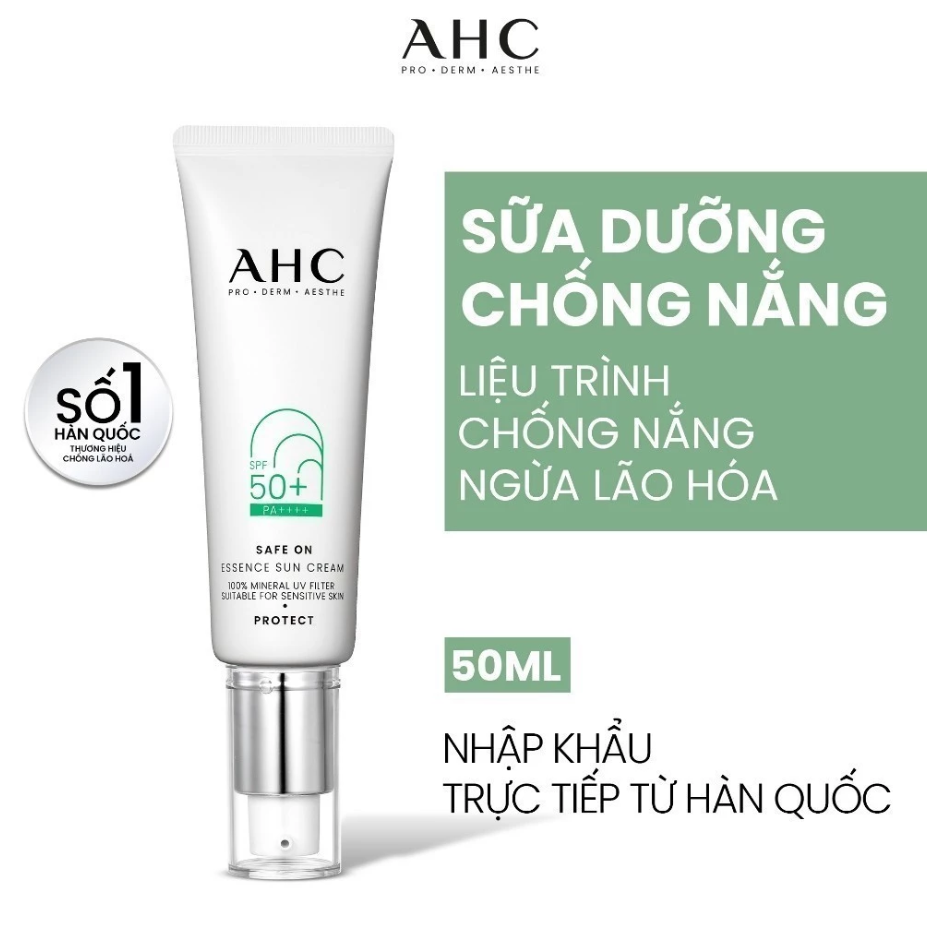 AHC
PRO • DERM • AESTHE
SỮA DƯỠNG
CHỐNG NẮNG
LIỆU TRÌNH
CHỐNG NẮNG
NGỪA LÃO HÓA
AHC
PRO • DERM • AESTHE
SPF
50+
PA++++
SAFE ON
ESSENCE SUN CREAM
100% MINERAL UV FILTER
SUITABLE FOR SENSITIVE SKIN
•
PROTECT
SỐ 1
HÀN QUỐC
THƯƠNG HIỆU
CHỐNG LÃO HOÁ
50ML
NHẬP KHẨU
TRỰC TIẾP TỪ HÀN QUỐC